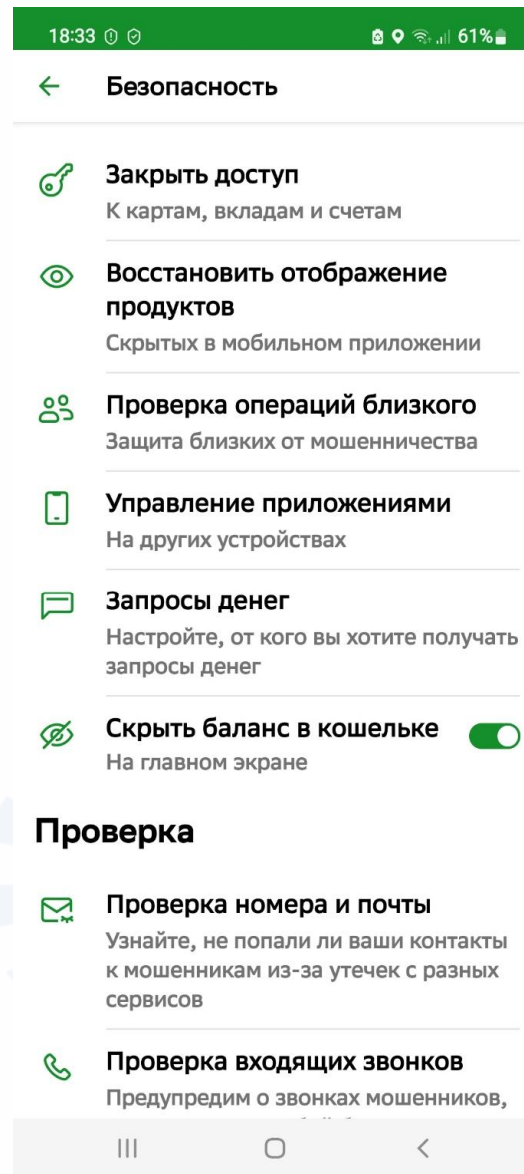 18:33 61%
Безопасность
Закрыть доступ
К картам, вкладам и счетам
Восстановить отображение
продуктов
Скрытых в мобильном приложении
Проверка операций близкого
Защита близких от мошенничества
Управление приложениями
На других устройствах
Запросы денег
Настройте, от кого вы хотите получать
запросы денег
Скрыть баланс в кошельке
На главном экране
Проверка
Проверка номера и почты
Узнайте, не попали ли ваши контакты
к мошенникам из-за утечек с разных
сервисов
Проверка входящих звонков
Предупредим о звонках мошенников,